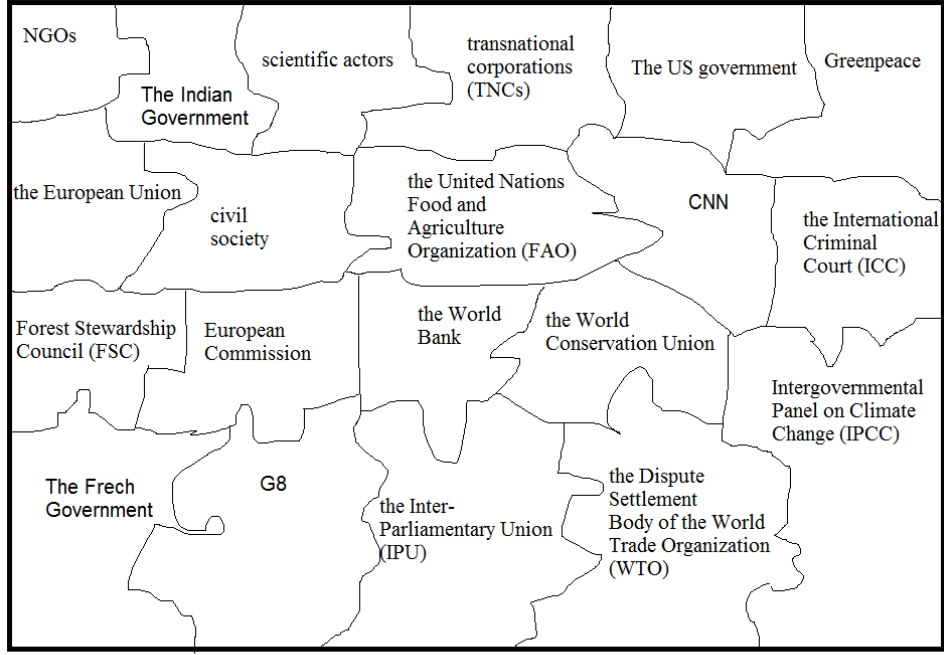 NGOs
The Indian
Government
scientific actors
transnational
corporations
(TNCs)
The US government
Greenpeace
the European Union
civil
society
the United Nations
Food and
Agriculture
Organization (FAO)
CNN
the International
Criminal
Court (ICC)
Forest Stewardship
Council (FSC)
European
Commission
the World
Bank
the World
Conservation Union
Intergovernmental
Panel on Climate
Change (IPCC)
The Frech
Government
G8
the Inter-
Parliamentary Union
(IPU)
the Dispute
Settlement
Body of the World
Trade Organization
(WTO)